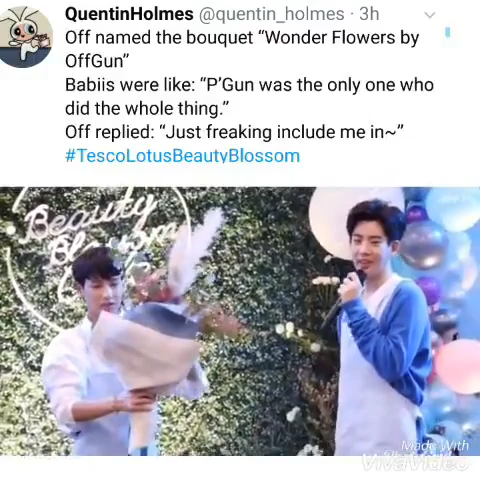 QuentinHolmes @quentin_holmes · 3h
Off named the bouquet “Wonder Flowers by
OffGun”
Babiis were like: “P’Gun was the only one who
did the whole thing.”
Off replied: “Just freaking include me in~”
#TescoLotusBeautyBlossom
Beauty
Blossom
Made With
VivaVideo